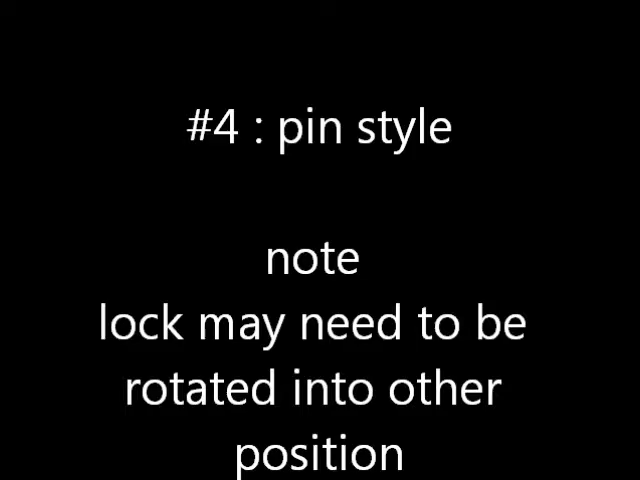 #4 : pin style
note
lock may need to be
rotated into other
position